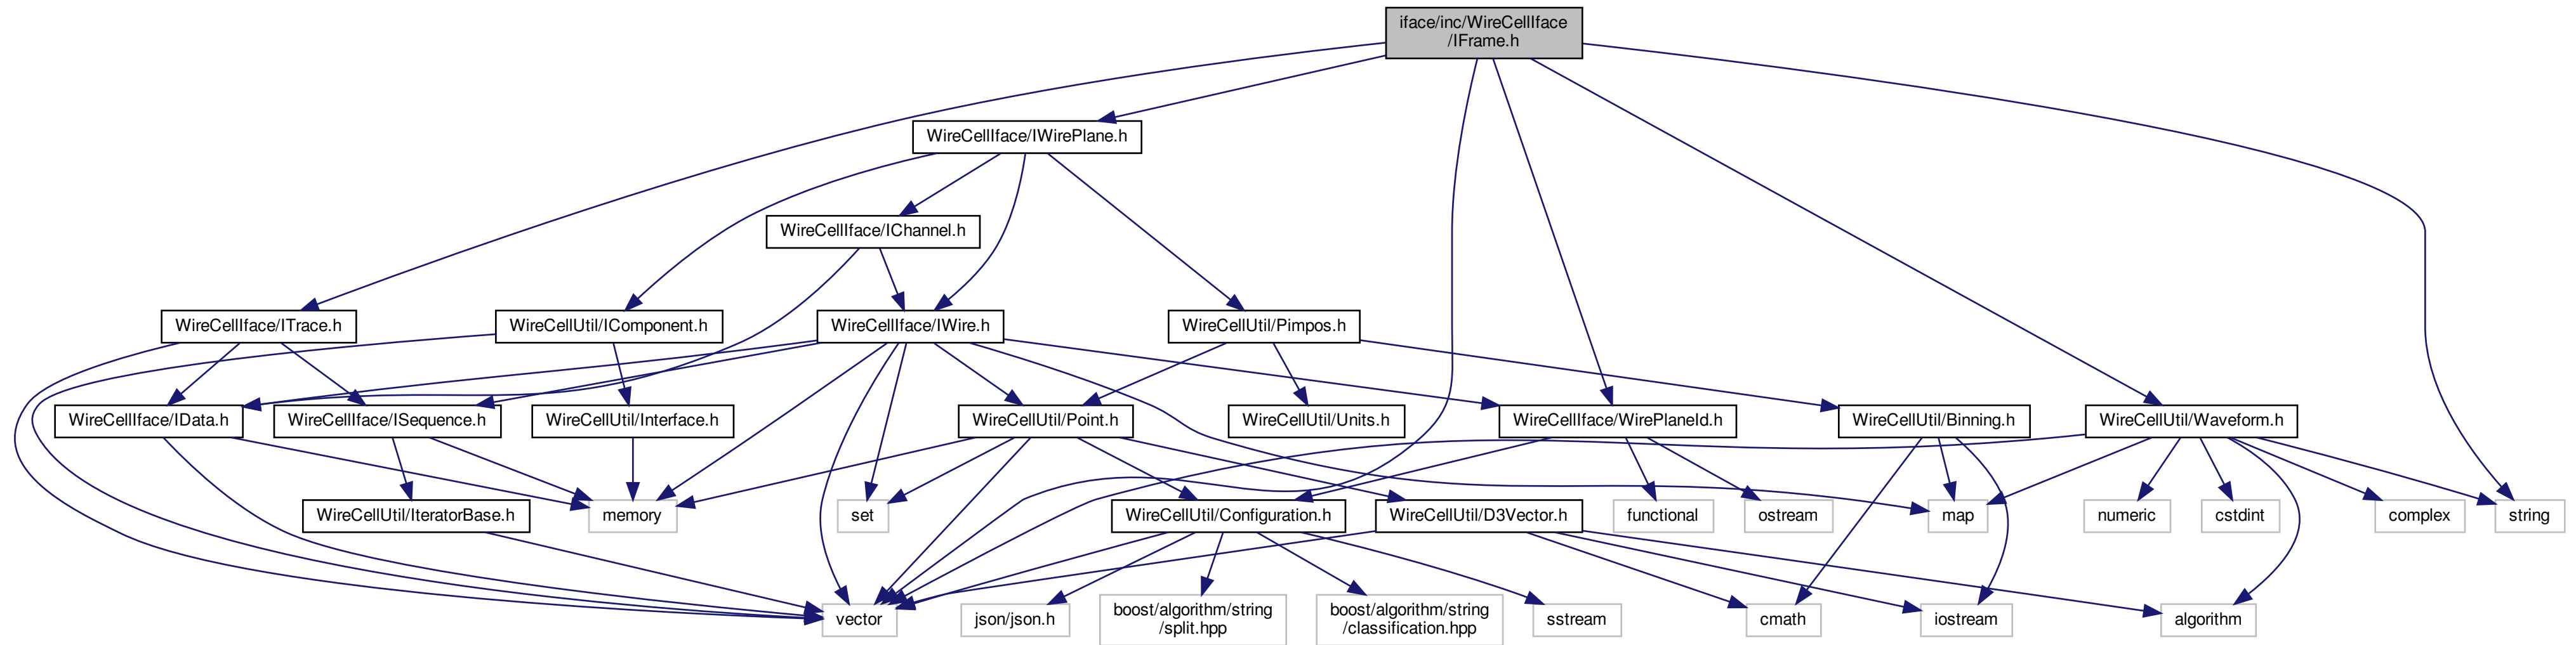 iface/inc/WireCellIface
/IFrame.h
WireCellIface/IWirePlane.h
WireCellIface/IChannel.h
WireCellIface/ITrace.h
WireCellUtil/IComponent.h
WireCellIface/IWire.h
WireCellUtil/Pimpos.h
WireCellIface/IData.h
WireCellIface/ISequence.h
WireCellUtil/Interface.h
WireCellUtil/Point.h
WireCellUtil/Units.h
WireCellIface/WirePlaneId.h
WireCellUtil/Binning.h
WireCellUtil/Waveform.h
WireCellUtil/IteratorBase.h
memory
set
WireCellUtil/Configuration.h
WireCellUtil/D3Vector.h
functional
ostream
map
numeric
cstdint
complex
string
vector
json/json.h
boost/algorithm/string
/split.hpp
boost/algorithm/string
/classification.hpp
sstream
cmath
iostream
algorithm